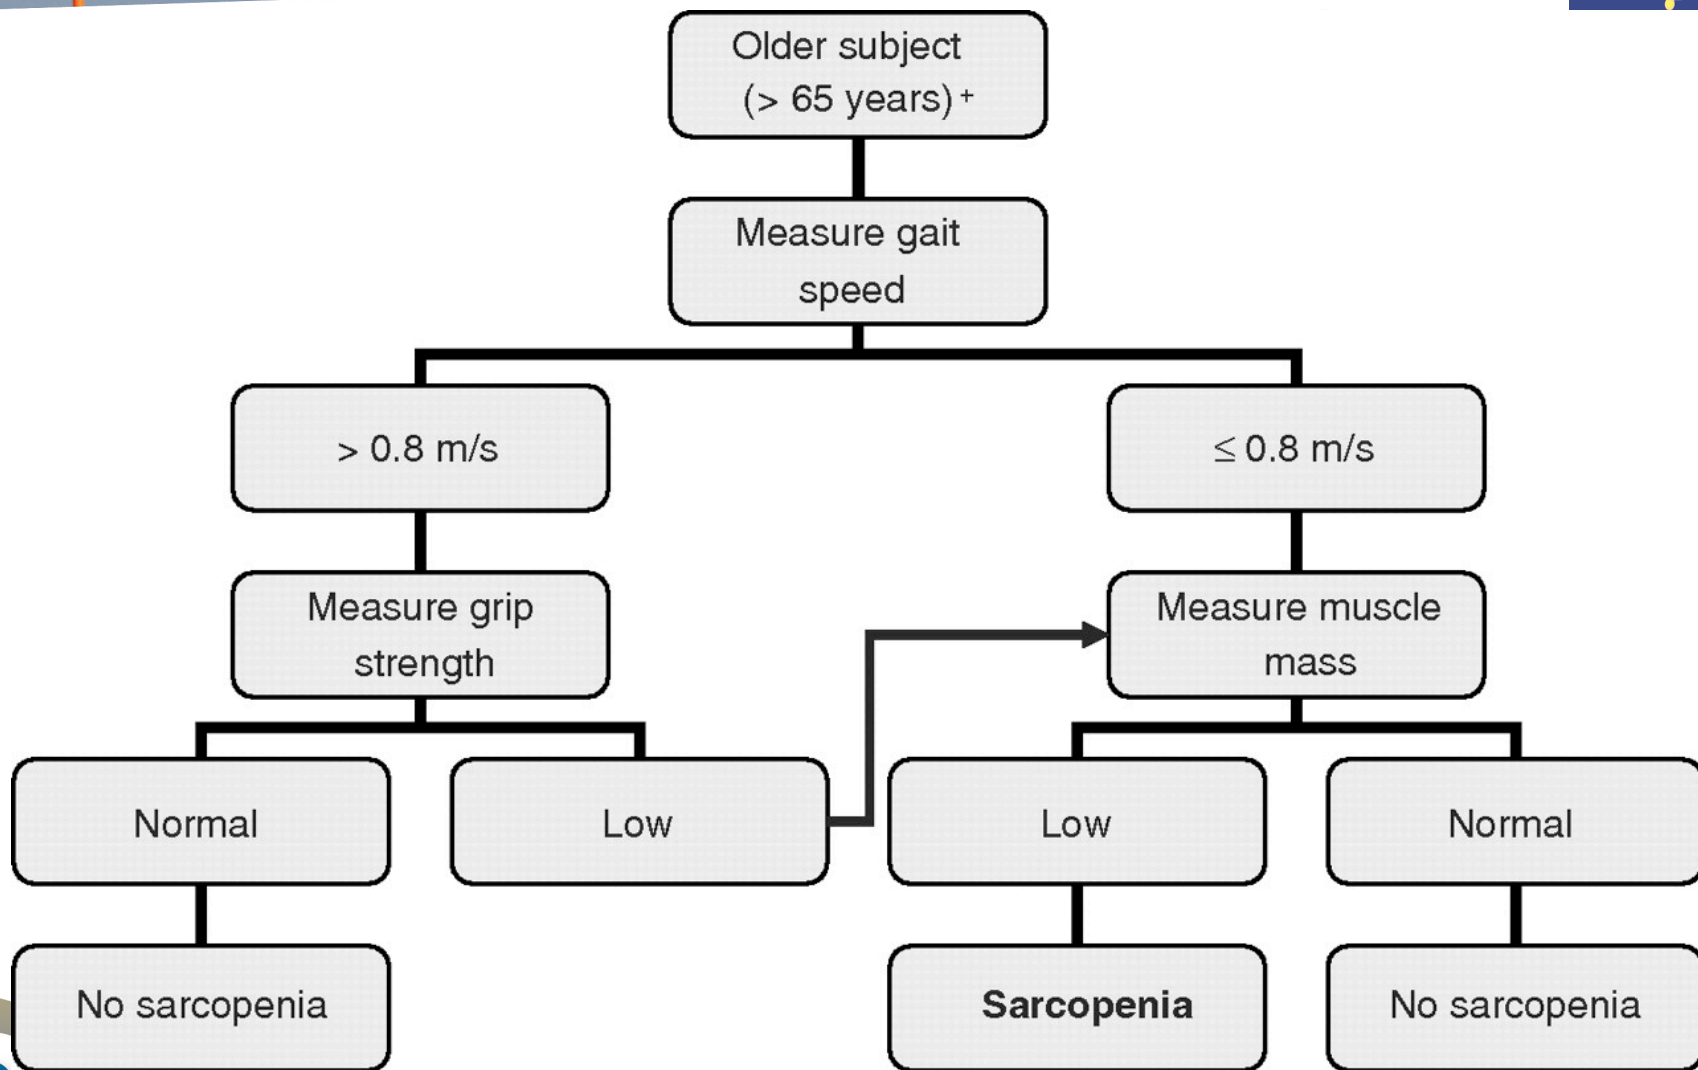 Older subject
(> 65 years)+
Measure gait
speed
> 0.8 m/s
≤ 0.8 m/s
Measure grip
strength
Measure muscle
mass
Normal
Low
Low
Normal
No sarcopenia
Sarcopenia
No sarcopenia